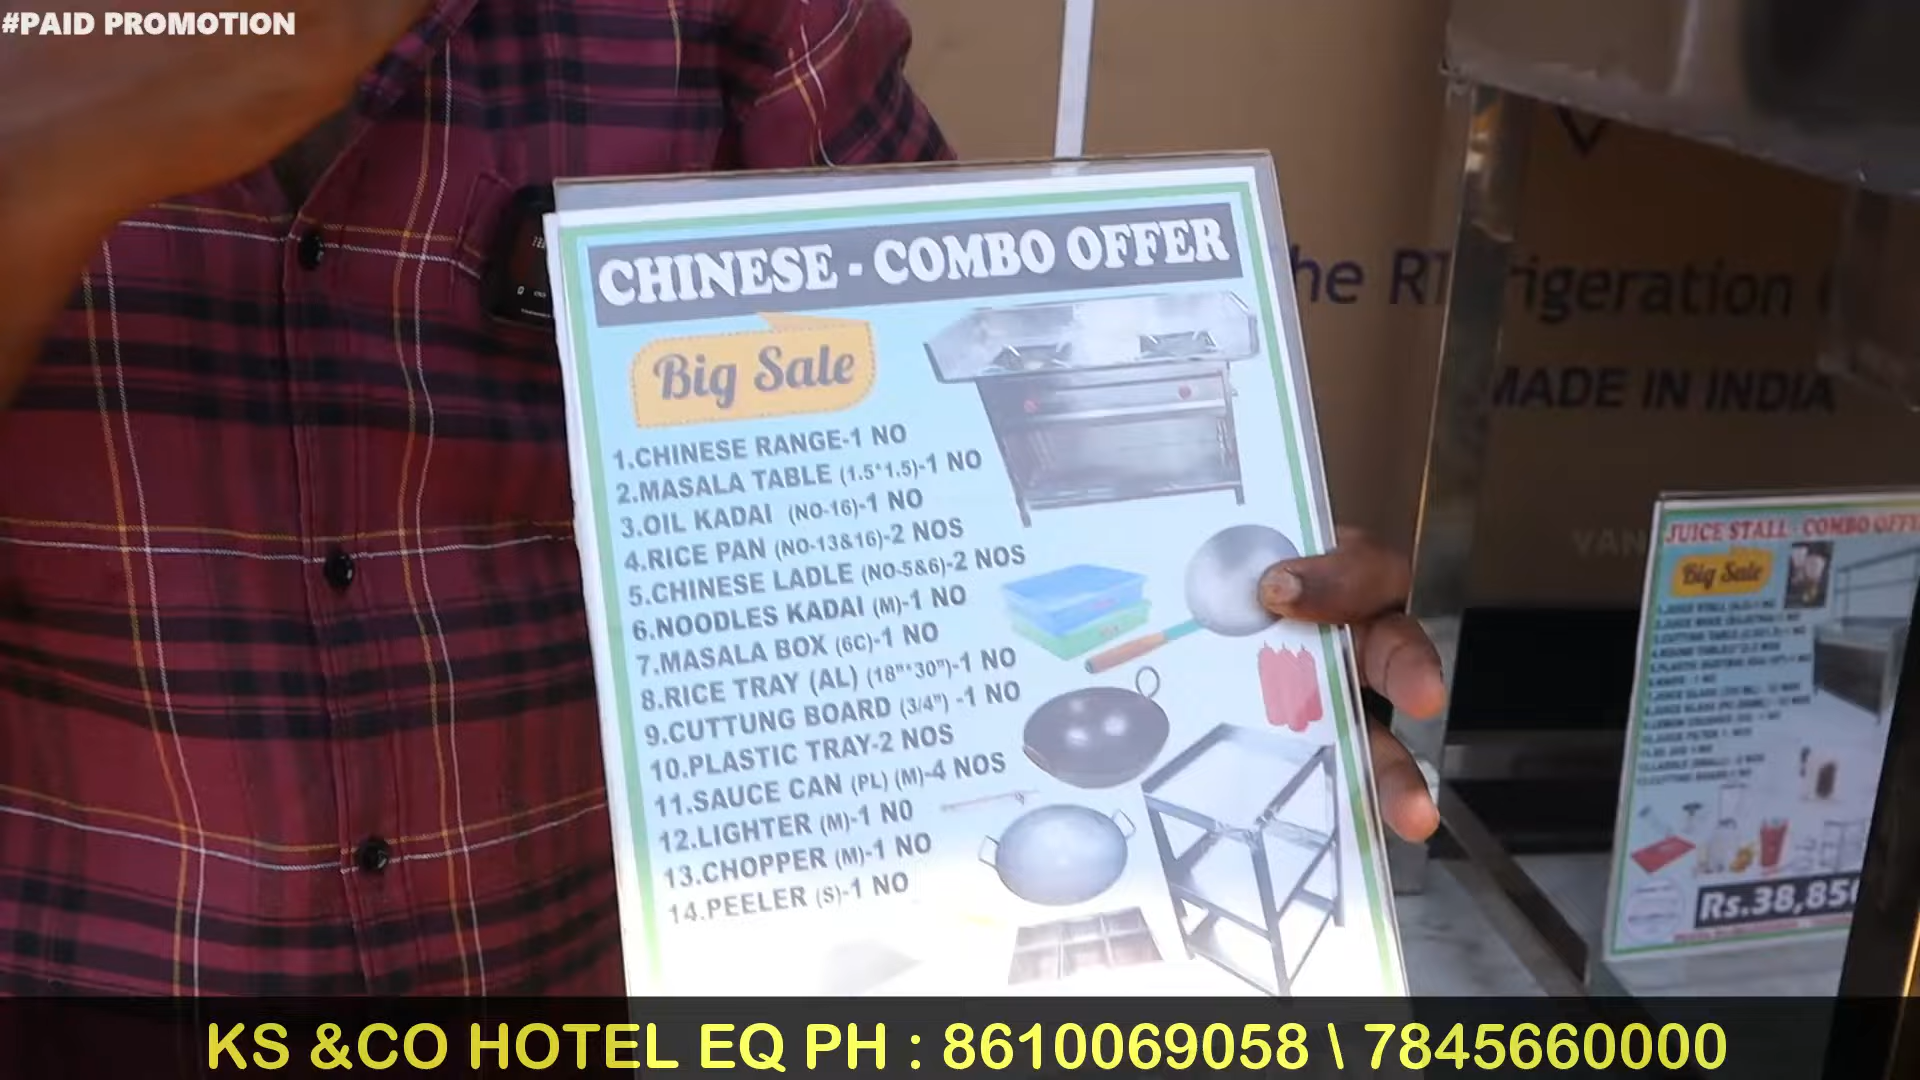 #PAID PROMOTION
CHINESE - COMBO OFFER
Big Sale
1.CHINESE RANGE-1 NO
2.MASALA TABLE (1.5*1.5)-1 NO
3.OIL KADAI (NO-16)-1 NO
4.RICE PAN (NO-13&16)-2 NOS
5.CHINESE LADLE (NO-5&6)-2 NOS
6.NOODLES KADAI (M)-1 NO
7.MASALA BOX (6C)-1 NO
8.RICE TRAY (AL) (18"*30")-1 NO
9.CUTTUNG BOARD (3/4") -1 NO
10.PLASTIC TRAY-2 NOS
11.SAUCE CAN (PL) (M)-4 NOS
12.LIGHTER (M)-1 NO
13.CHOPPER (M)-1 NO
14.PEELER (S)-1 NO
MADE IN INDIA
JUICE STALL - COMBO
Big Sale
Rs.38,85
KS &CO HOTEL EQ PH : 8610069058 \ 7845660000